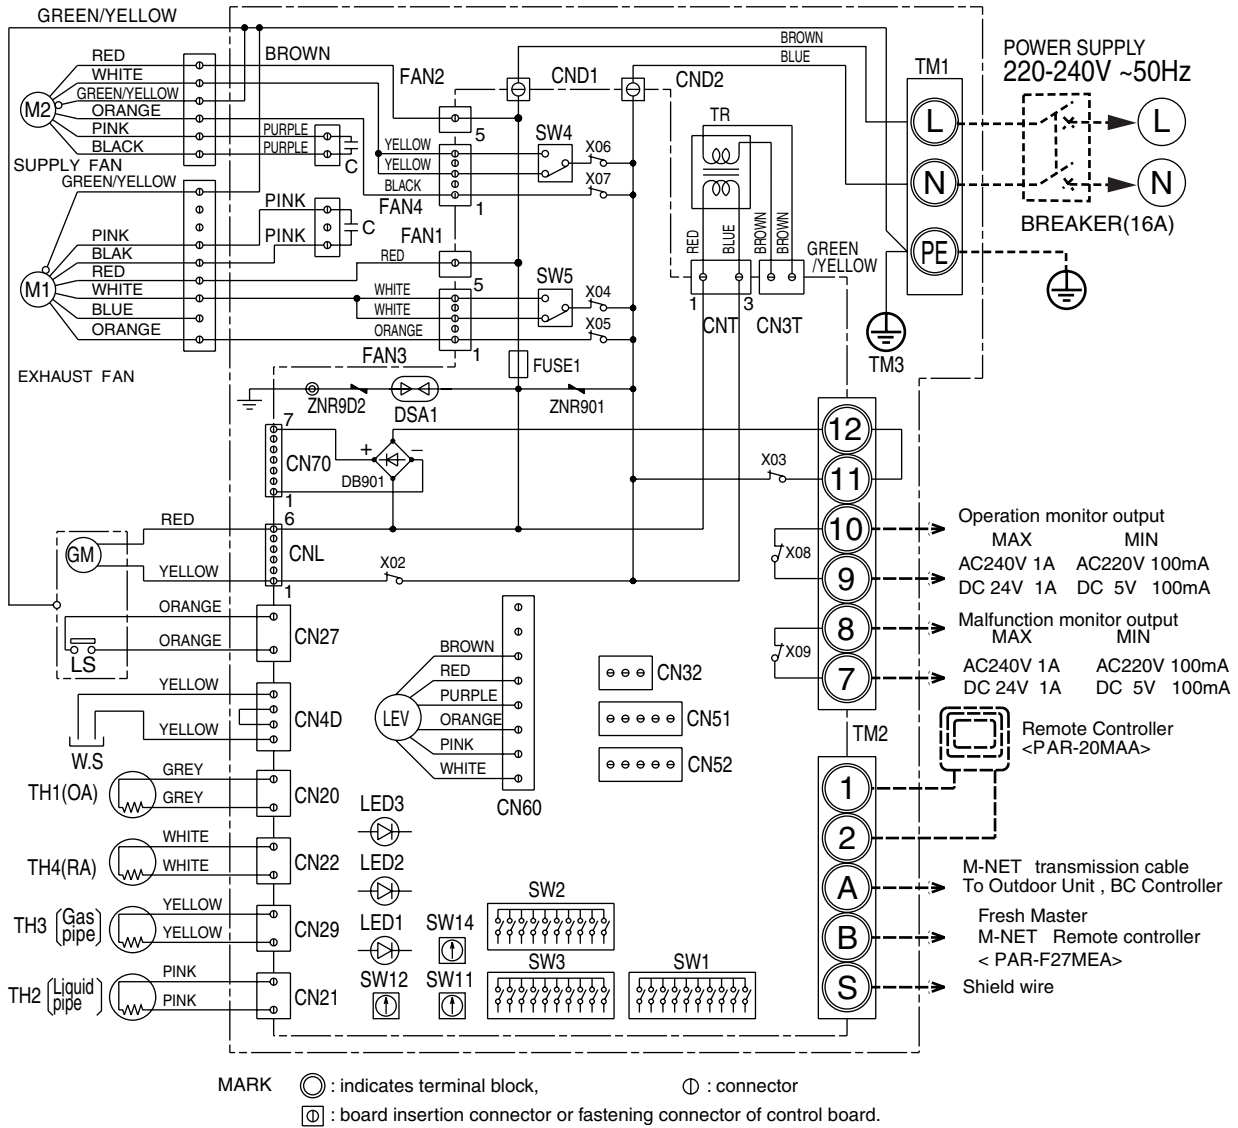 GREEN/YELLOW
RED
WHITE
GREEN/YELLOW
ORANGE
PINK
BLACK
M2
SUPPLY FAN
BROWN
PURPLE
PURPLE
C
FAN2
5
YELLOW
YELLOW
BLACK
FAN4
1
CND1
CND2
SW4
X06
X07
BROWN
BLUE
TR
RED
BLUE
BROWN
BROWN
1
3
CNT
CN3T
GREEN
/YELLOW
TM1
L
N
PE
TM3
POWER SUPPLY
220-240V ~50Hz
L
N
BREAKER(16A)
GREEN/YELLOW
PINK
PINK
C
PINK
BLAK
RED
WHITE
BLUE
ORANGE
M1
EXHAUST FAN
FAN1
RED
5
WHITE
WHITE
ORANGE
1
FAN3
SW5
X04
X05
FUSE1
ZNR9D2
DSA1
ZNR901
7
CN70
1
+
−
DB901
12
11
X03
RED
6
CNL
GM
YELLOW
1
X02
10
9
X08
Operation monitor output
MAX MIN
AC240V 1A AC220V 100mA
DC 24V 1A DC 5V 100mA
8
7
X09
Malfunction monitor output
MAX MIN
AC240V 1A AC220V 100mA
DC 24V 1A DC 5V 100mA
TM2
ORANGE
ORANGE
CN27
LS
YELLOW
YELLOW
CN4D
W.S
BROWN
RED
PURPLE
ORANGE
PINK
WHITE
LEV
CN60
CN32
CN51
CN52
Remote Controller
<PAR-20MAA>
1
2
A
B
S
M-NET transmission cable
To Outdoor Unit , BC Controller
Fresh Master
M-NET Remote controller
< PAR-F27MEA>
Shield wire
TH1(OA)
GREY
GREY
CN20
TH4(RA)
WHITE
WHITE
CN22
TH3 (Gas
pipe)
YELLOW
YELLOW
CN29
TH2 (Liquid
pipe)
PINK
PINK
CN21
LED3
LED2
LED1
SW14
SW12
SW11
SW2
SW3
SW1
MARK : indicates terminal block, : connector
: board insertion connector or fastening connector of control board.